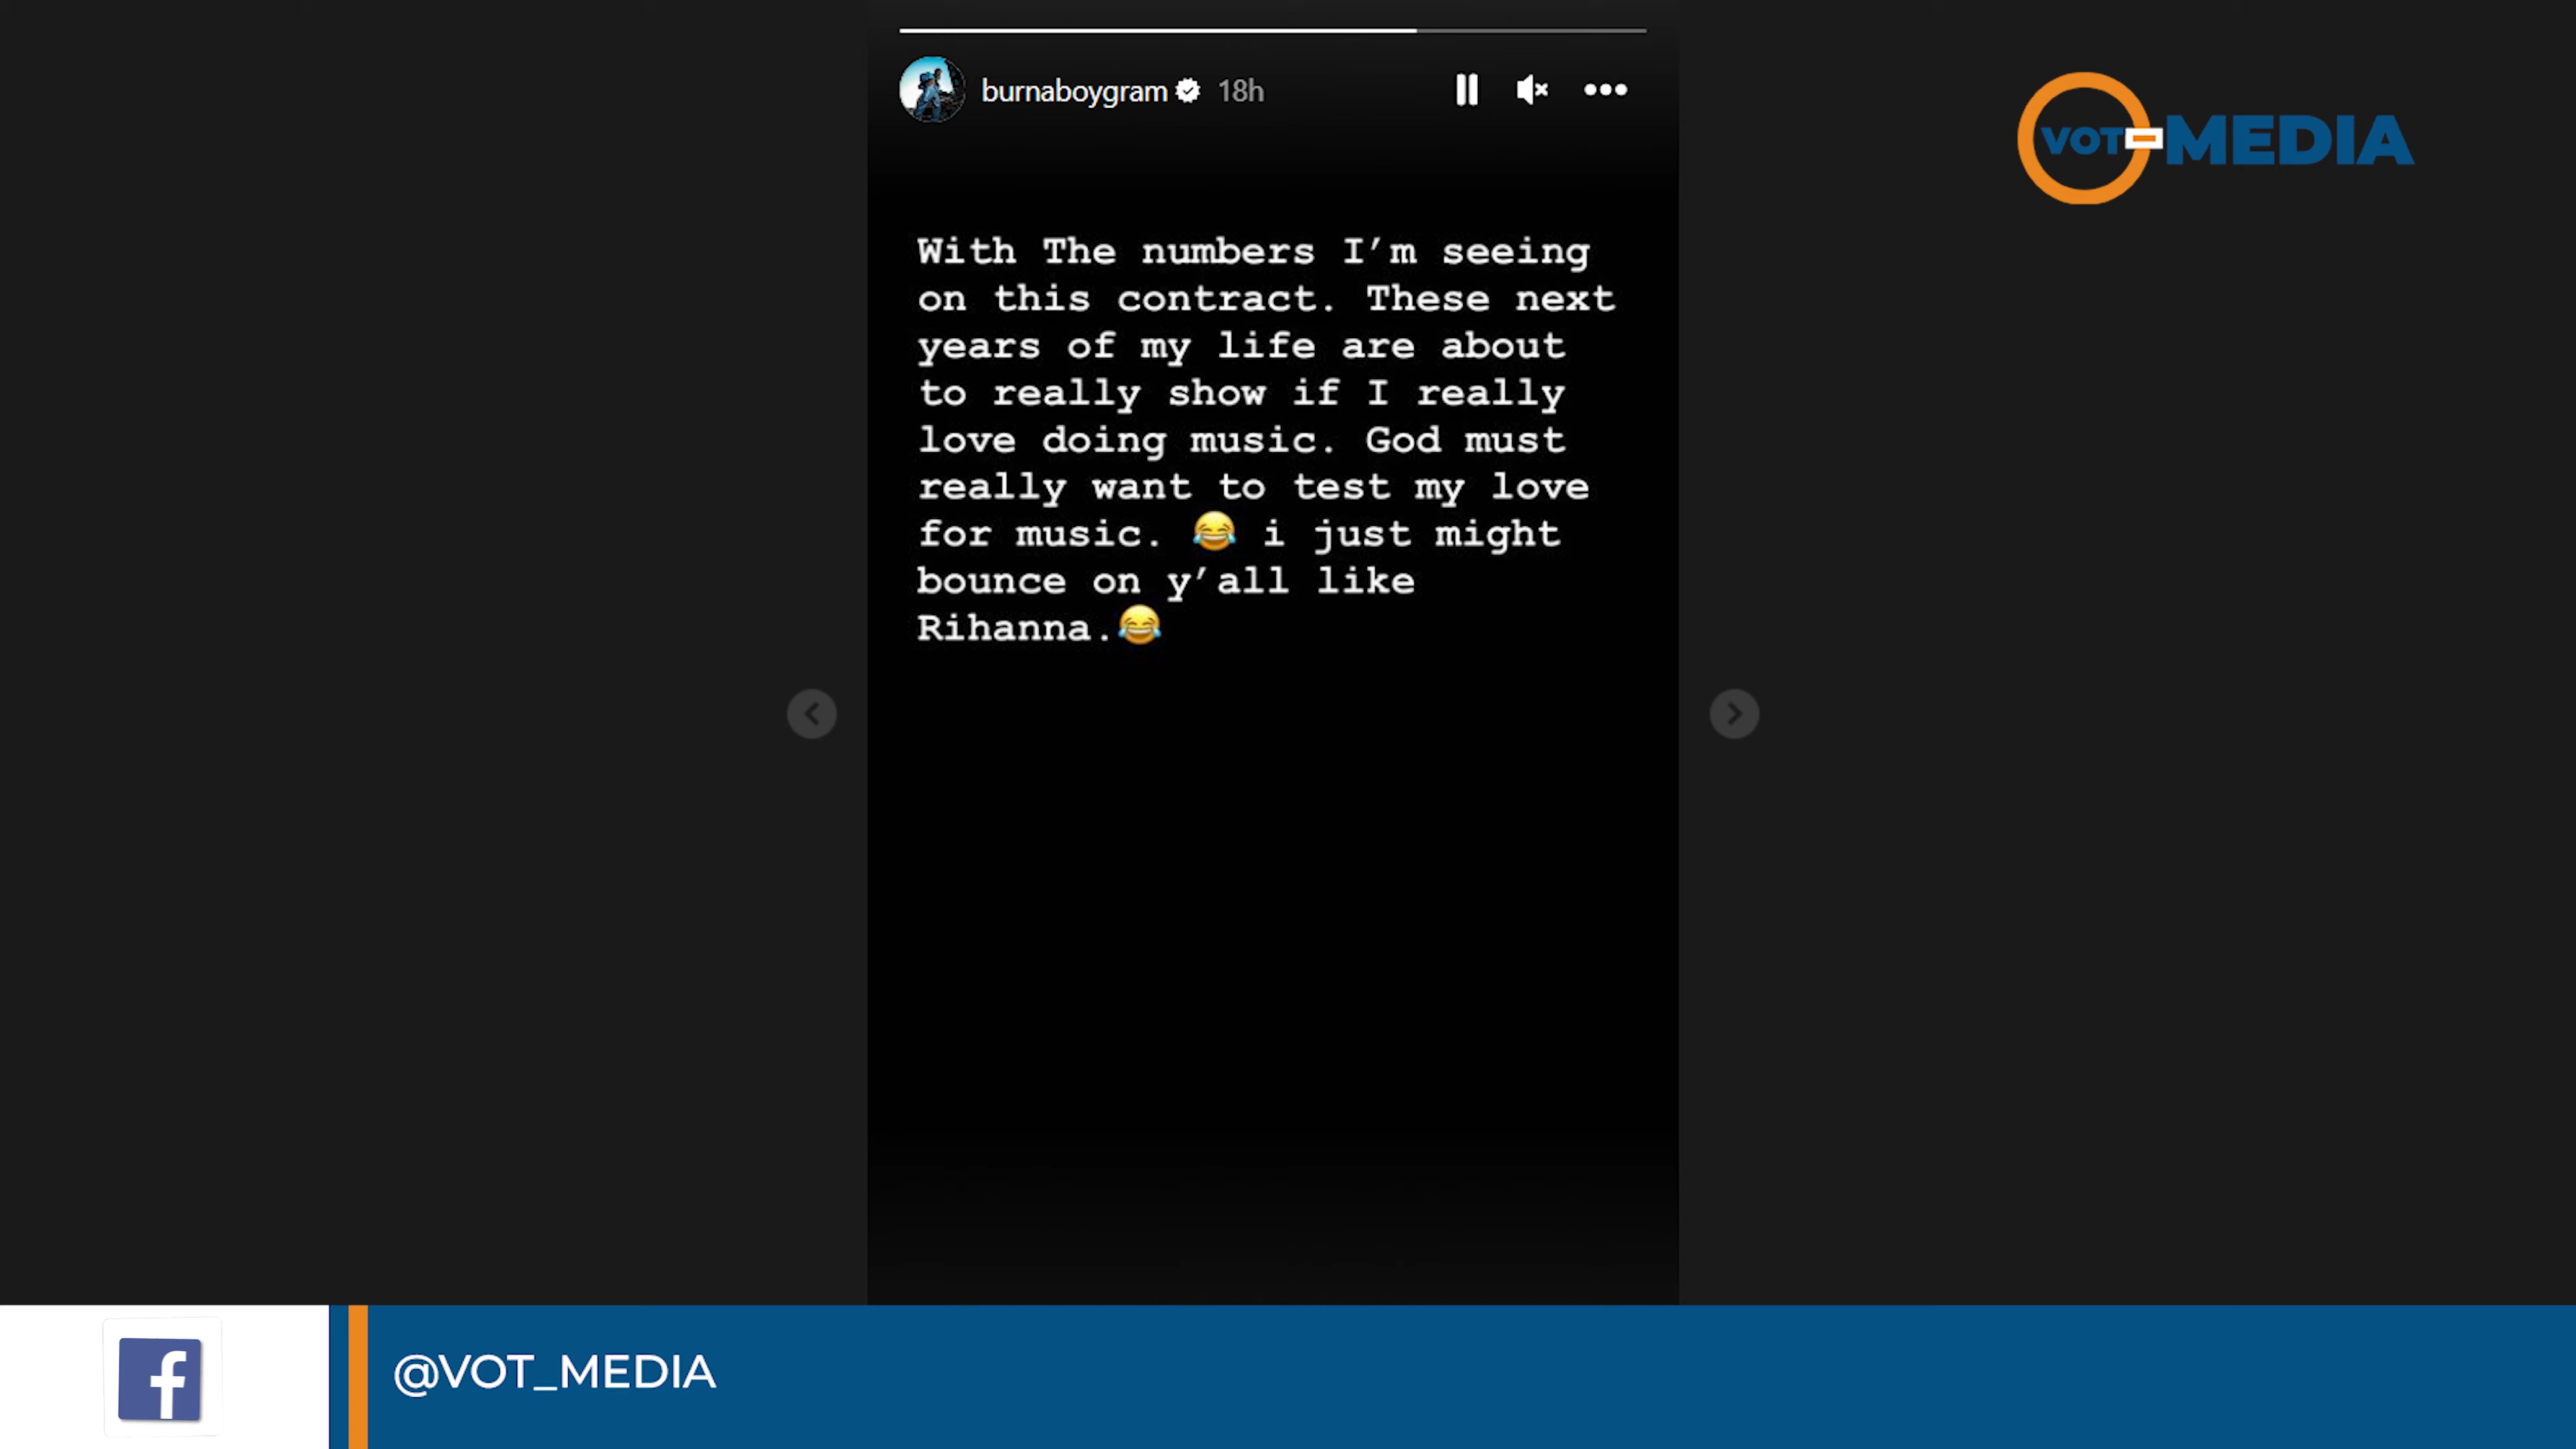 burnaboygram 18h
VOT-MEDIA
With The numbers I’m seeing
on this contract. These next
years of my life are about
to really show if I really
love doing music. God must
really want to test my love
for music. 😂 i just might
bounce on y’all like
Rihanna.😂
f
@VOT_MEDIA